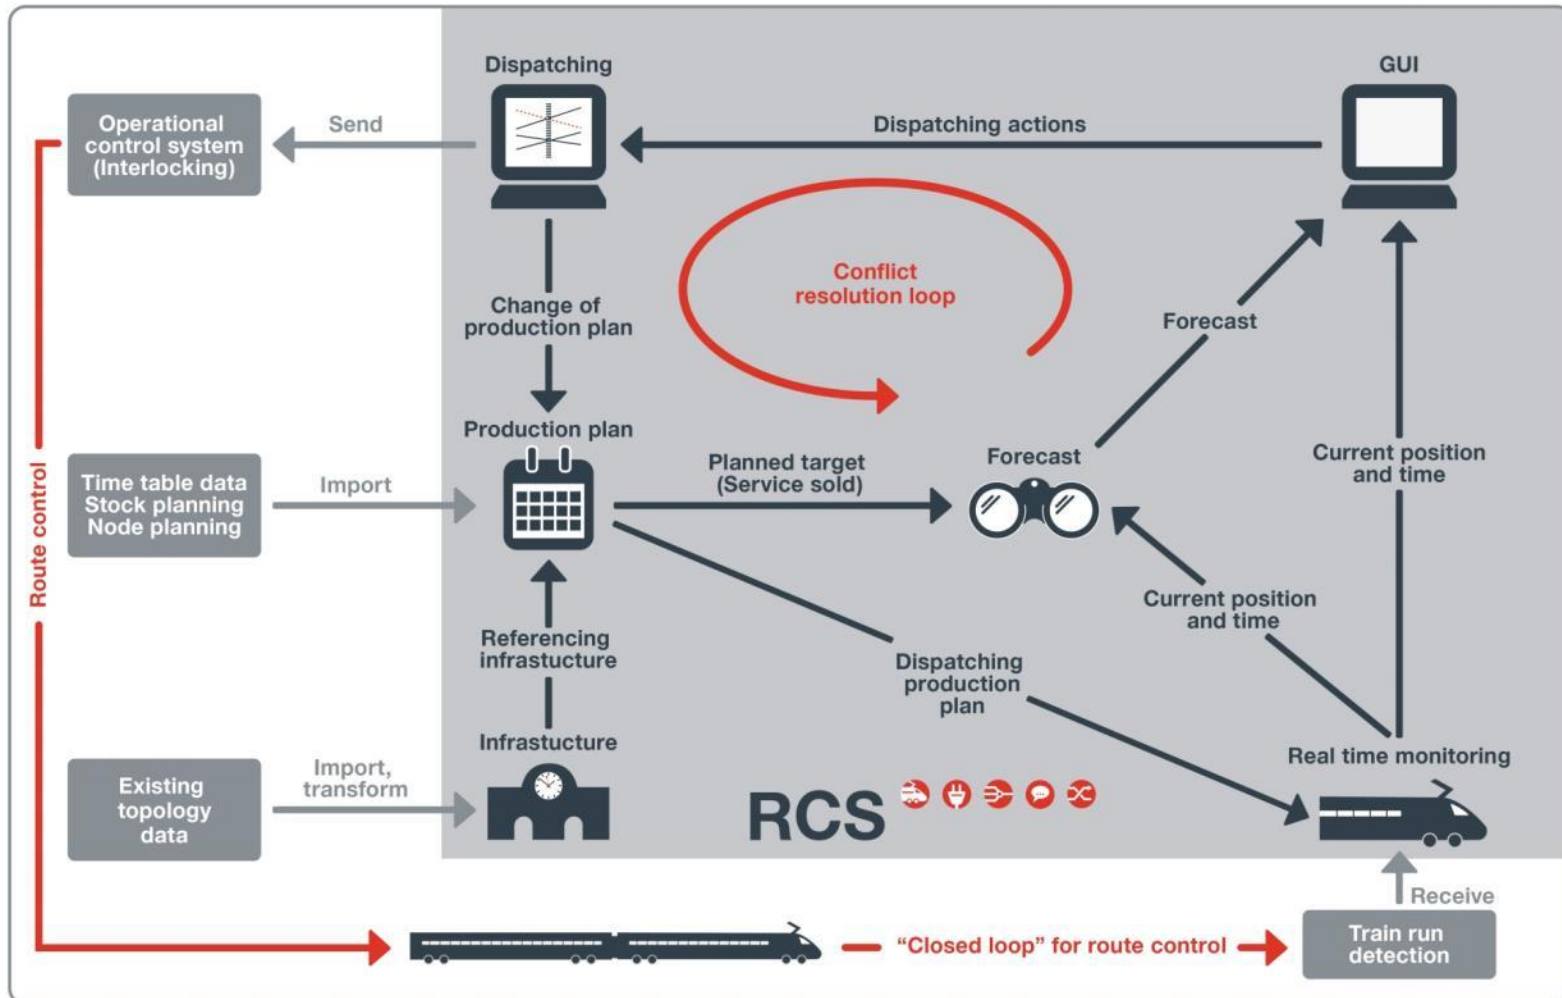 Dispatching
GUI
Operational
control system
(Interlocking)
Send
Dispatching actions
Conflict
resolution loop
Change of
production plan
Forecast
Production plan
Route control
Time table data
Stock planning
Node planning
Import
Planned target
(Service sold)
Forecast
Current position
and time
Current position
and time
Referencing
infrastucture
Dispatching
production
plan
Infrastucture
Real time monitoring
Existing
topology
data
Import,
transform
RCS
Receive
“Closed loop” for route control
Train run
detection